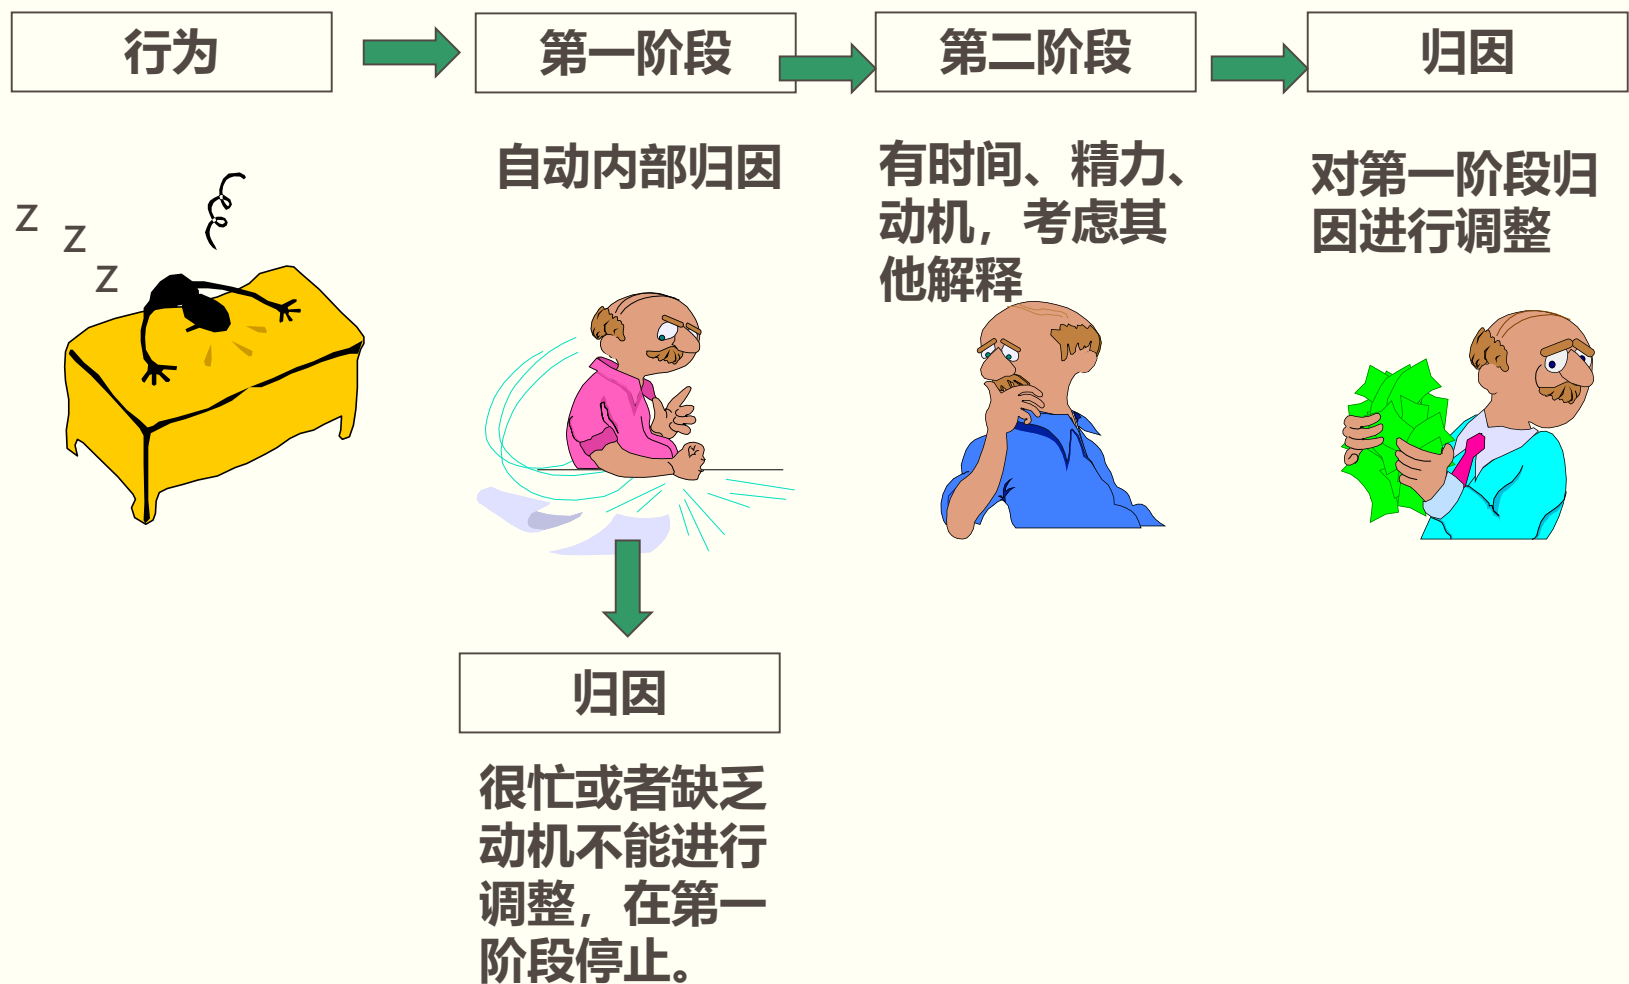 行为
第一阶段
第二阶段
归因
自动内部归因
有时间、精力、
动机，考虑其
他解释
对第一阶段归
因进行调整
z
z
z
归因
很忙或者缺乏
动机不能进行
调整，在第一
阶段停止。